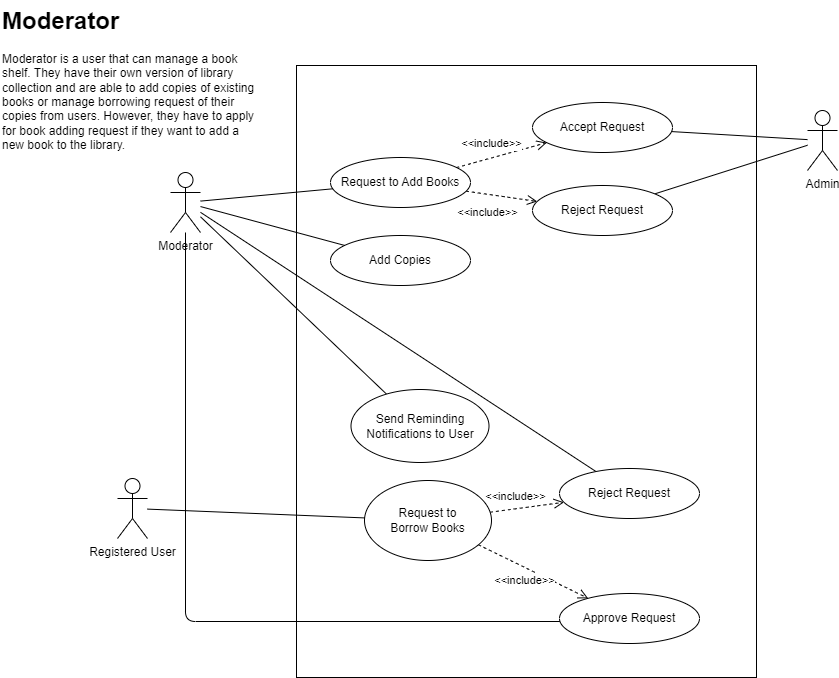 Moderator
Moderator is a user that can manage a book
shelf. They have their own version of library
collection and are able to add copies of existing
books or manage borrowing request of their
copies from users. However, they have to apply
for book adding request if they want to add a
new book to the library.
Accept Request
<<include>>
Admin
Request to Add Books
Reject Request
<<include>>
Moderator
Add Copies
Send Reminding
Notifications to User
Reject Request
<<include>>
Request to
Borrow Books
Registered User
<<include>>
Approve Request